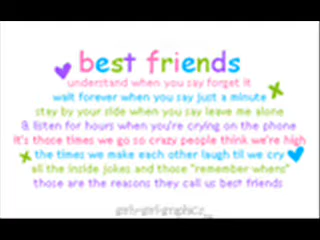 best friends
understand when you say forget it
wait forever when you say just a minute
stay by your side when you say leave me alone
& listen for hours when you're crying on the phone
it's those times we go so crazy people think we're high
the times we make each other laugh til we cry
all the inside jokes and those "remember whens"
those are the reasons they call us best friends